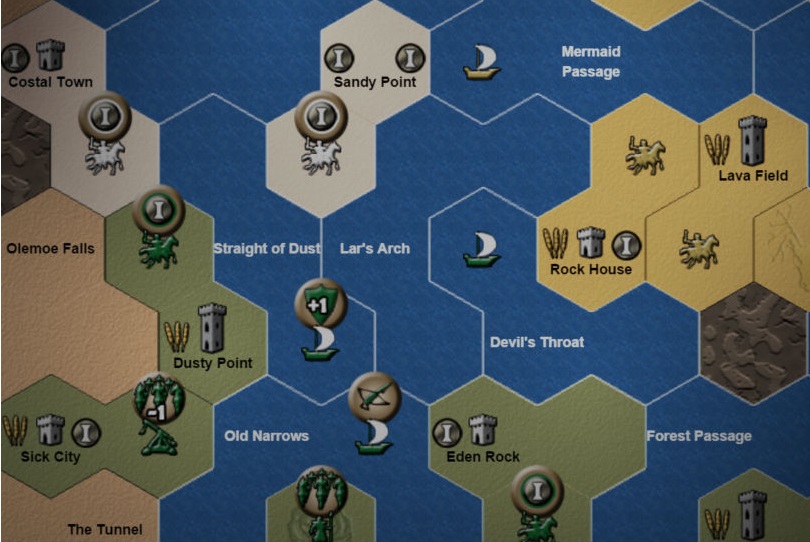 Mermaid
Passage
Costal Town
Sandy Point
I
I
I
I
I
Lava Field
I
Olemoe Falls
Straight of Dust
Lar's Arch
I
Rock House
+1
Devil's Throat
Dusty Point
-1
I
Old Narrows
I
Forest Passage
Sick City
Eden Rock
I
The Tunnel